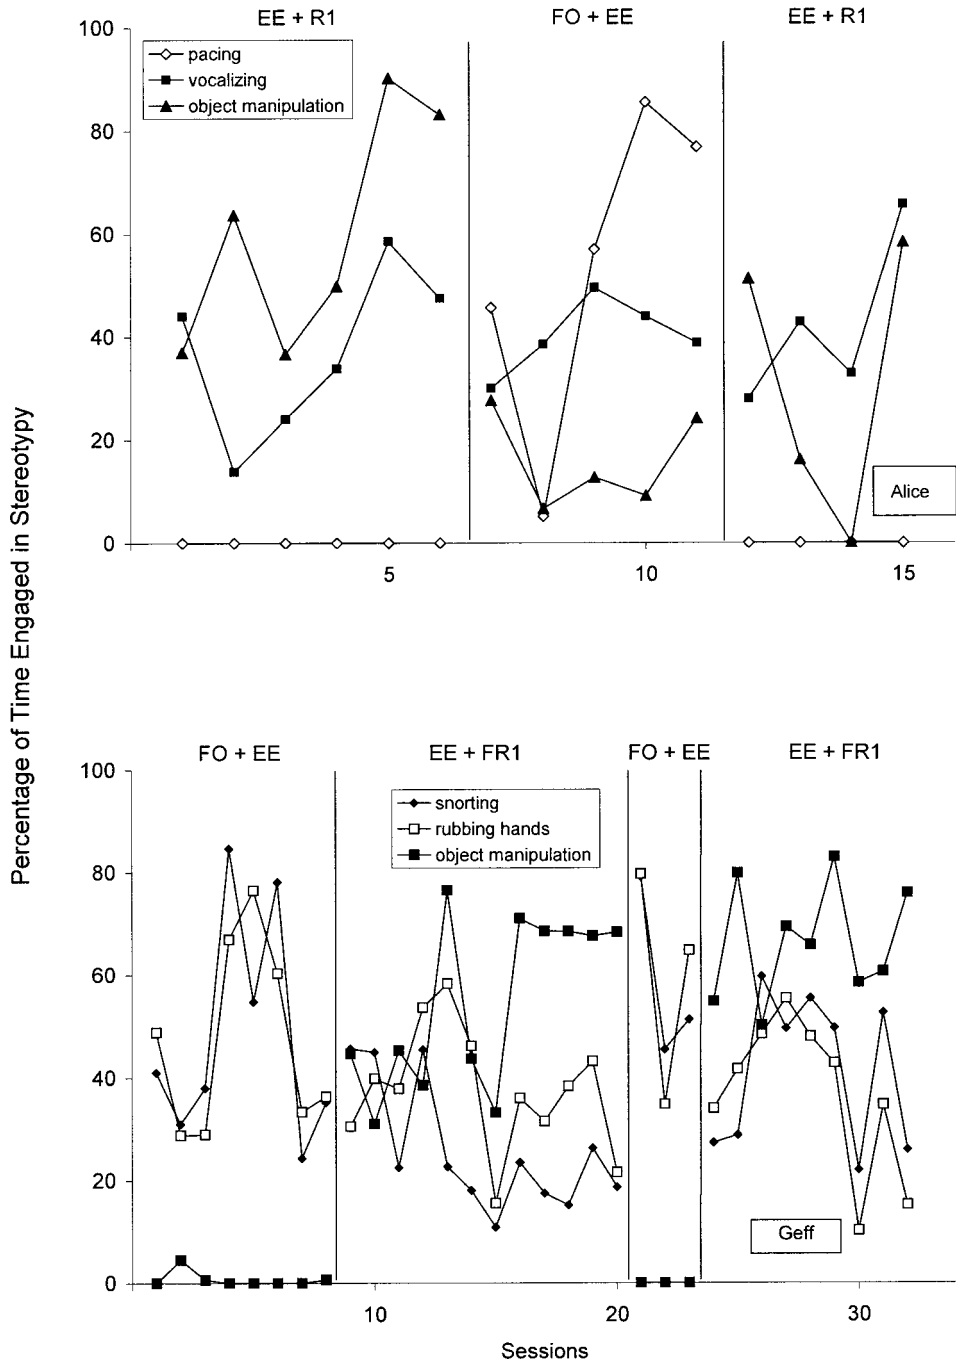 EE + R1
FO + EE
EE + R1
100
80
60
40
20
0
pacing
vocalizing
object manipulation
Alice
5
10
15
Percentage of Time Engaged in Stereotypy
FO + EE
EE + FR1
FO + EE
EE + FR1
100
80
60
40
20
0
snorting
rubbing hands
object manipulation
Geff
10
20
30
Sessions